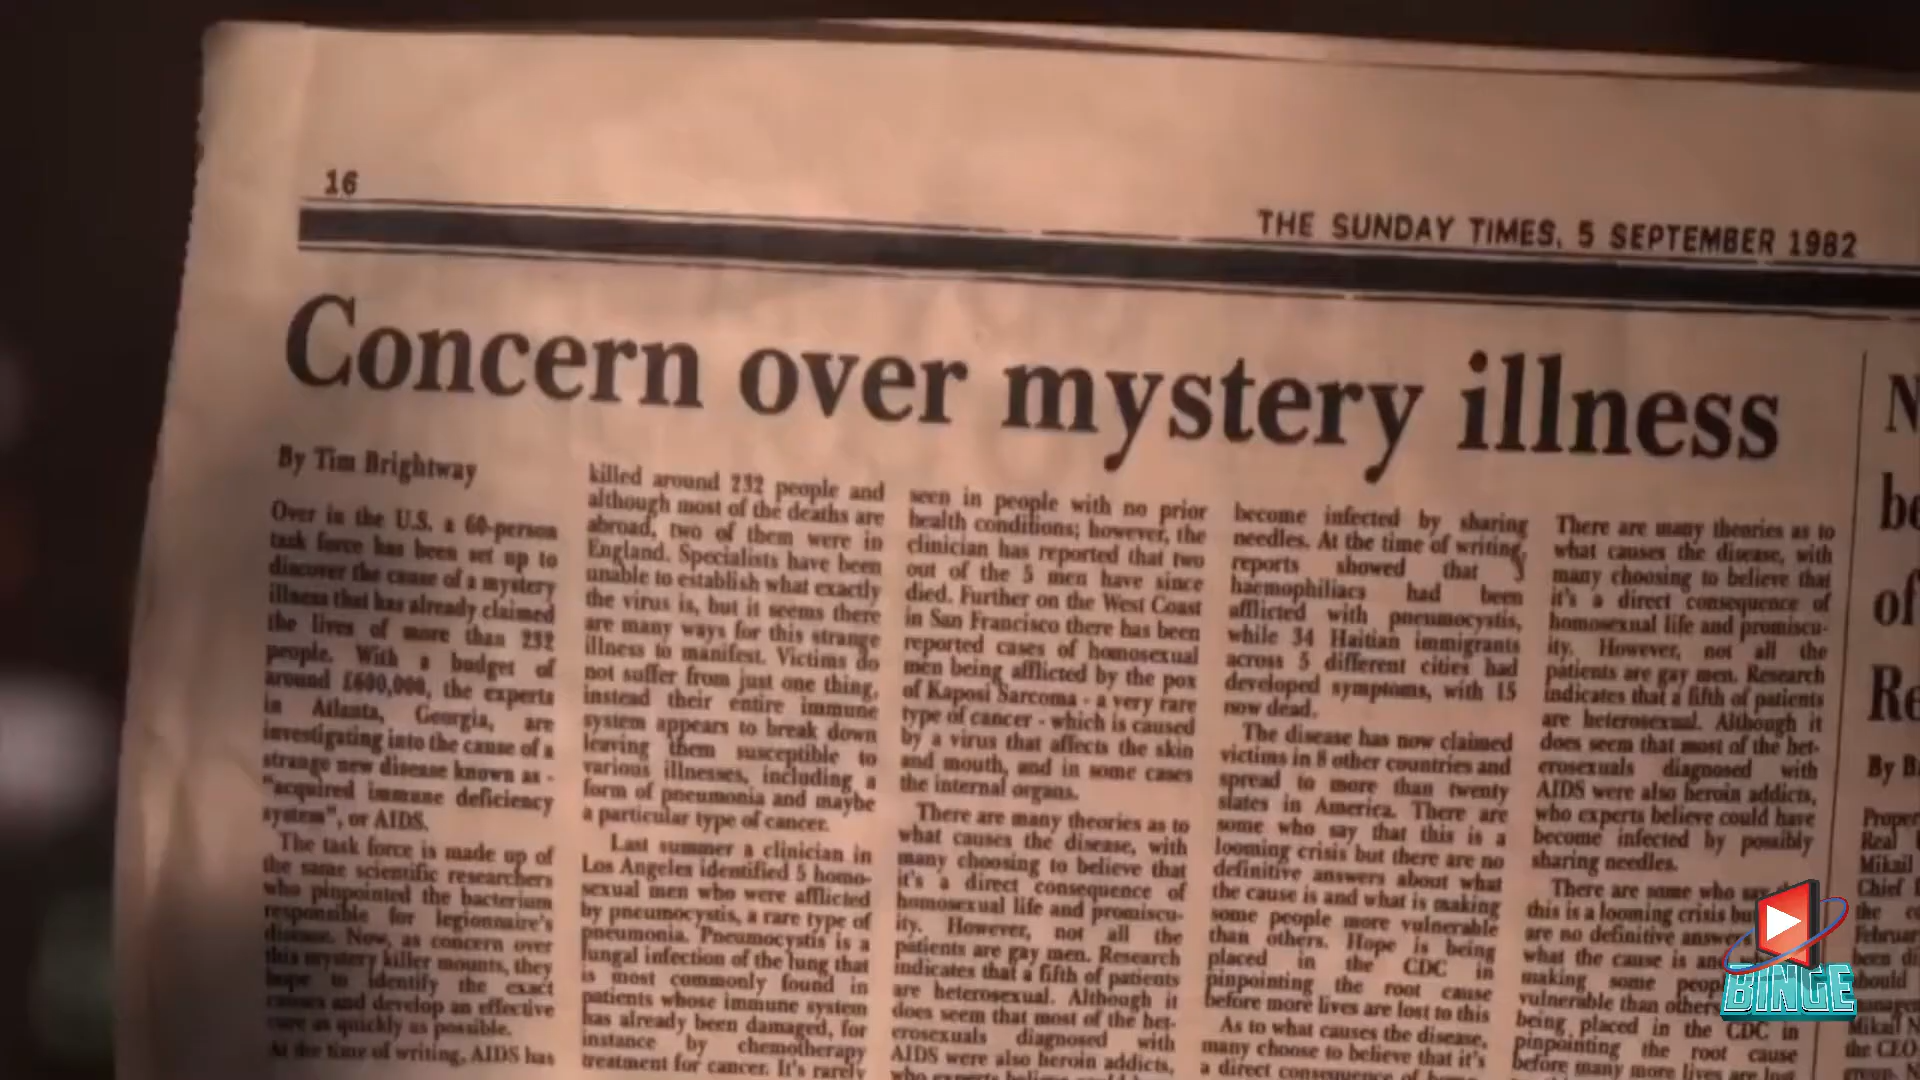 16
THE SUNDAY TIMES, 5 SEPTEMBER 1982
Concern over mystery illness
By Tim Brightway
Over in the U.S. a 60-person
task force has been set up to
discover the cause of a mystery
illness that has already claimed
the lives of more than 232
people. With a budget of
around £600,000, the experts
in Atlanta, Georgia, are
investigating into the cause of a
strange new disease known as -
"acquired immune deficiency
system", or AIDS.
The task force is made up of
the same scientific researchers
who pinpointed the bacterium
responsible for legionnaire's
disease. Now, as concern over
this mystery killer mounts, they
hope to identify the exact
causes and develop an effective
cure as quickly as possible.
At the time of writing, AIDS has
killed around 232 people and
although most of the deaths are
abroad, two of them were in
England. Specialists have been
unable to establish what exactly
the virus is, but it seems there
are many ways for this strange
illness to manifest. Victims do
not suffer from just one thing,
instead their entire immune
system appears to break down
leaving them susceptible to
various illnesses, including a
form of pneumonia and maybe
a particular type of cancer.
Last summer a clinician in
Los Angeles identified 5 homo-
sexual men who were afflicted
by pneumocystis, a rare type of
pneumonia. Pneumocystis is a
fungal infection of the lung that
is most commonly found in
patients whose immune system
has already been damaged, for
instance by chemotherapy
treatment for cancer. It's rarely
seen in people with no prior
health conditions; however, the
clinician has reported that two
out of the 5 men have since
died. Further on the West Coast
in San Francisco there has been
reported cases of homosexual
men being afflicted by the pox
of Kaposi Sarcoma - a very rare
type of cancer - which is caused
by a virus that affects the skin
and mouth, and in some cases
the internal organs.
There are many theories as to
what causes the disease, with
many choosing to believe that
it's a direct consequence of
homosexual life and promiscu-
ity. However, not all the
patients are gay men. Research
indicates that a fifth of patients
are heterosexual. Although it
does seem that most of the het-
erosexuals diagnosed with
AIDS were also heroin addicts,
who experts believe could
become infected by sharing
needles. At the time of writing,
reports showed that 3
haemophiliacs had been
afflicted with pneumocystis,
while 34 Haitian immigrants
across 5 different cities had
developed symptoms, with 15
now dead.
The disease has now claimed
victims in 8 other countries and
spread to more than twenty
states in America. There are
some who say that this is a
looming crisis but there are no
definitive answers about what
the cause is and what is making
some people more vulnerable
than others. Hope is being
placed in the CDC in
pinpointing the root cause
before more lives are lost to this
As to what causes the disease,
many choose to believe that it's
a direct consequence of
There are many theories as to
what causes the disease, with
many choosing to believe that
it's a direct consequence of
homosexual life and promiscu-
ity. However, not all the
patients are gay men. Research
indicates that a fifth of patients
are heterosexual. Although it
does seem that most of the het-
erosexuals diagnosed with
AIDS were also heroin addicts,
who experts believe could have
become infected by possibly
sharing needles.
There are some who say
this is a looming crisis bu
are no definitive answ
what the cause is an
making some peop
vulnerable than others
being placed in the CDC in
pinpointing the root cause
before many more lives are lost
N
be
of
Re
By B
Proper
Real
Mikail
Chief
the co
Februar
been di
should
manage
Mikail N
the CEO
BINGE